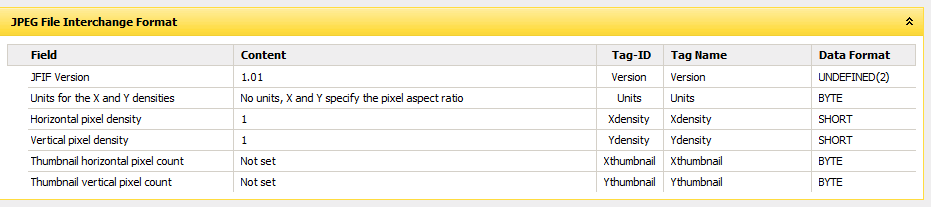 JPEG File Interchange Format
Field Content Tag-ID Tag Name Data Format
JFIF Version 1.01 Version Version UNDEFINED(2)
Units for the X and Y densities No units, X and Y specify the pixel aspect ratio Units Units BYTE
Horizontal pixel density 1 Xdensity Xdensity SHORT
Vertical pixel density 1 Ydensity Ydensity SHORT
Thumbnail horizontal pixel count Not set Xthumbnail Xthumbnail BYTE
Thumbnail vertical pixel count Not set Ythumbnail Ythumbnail BYTE